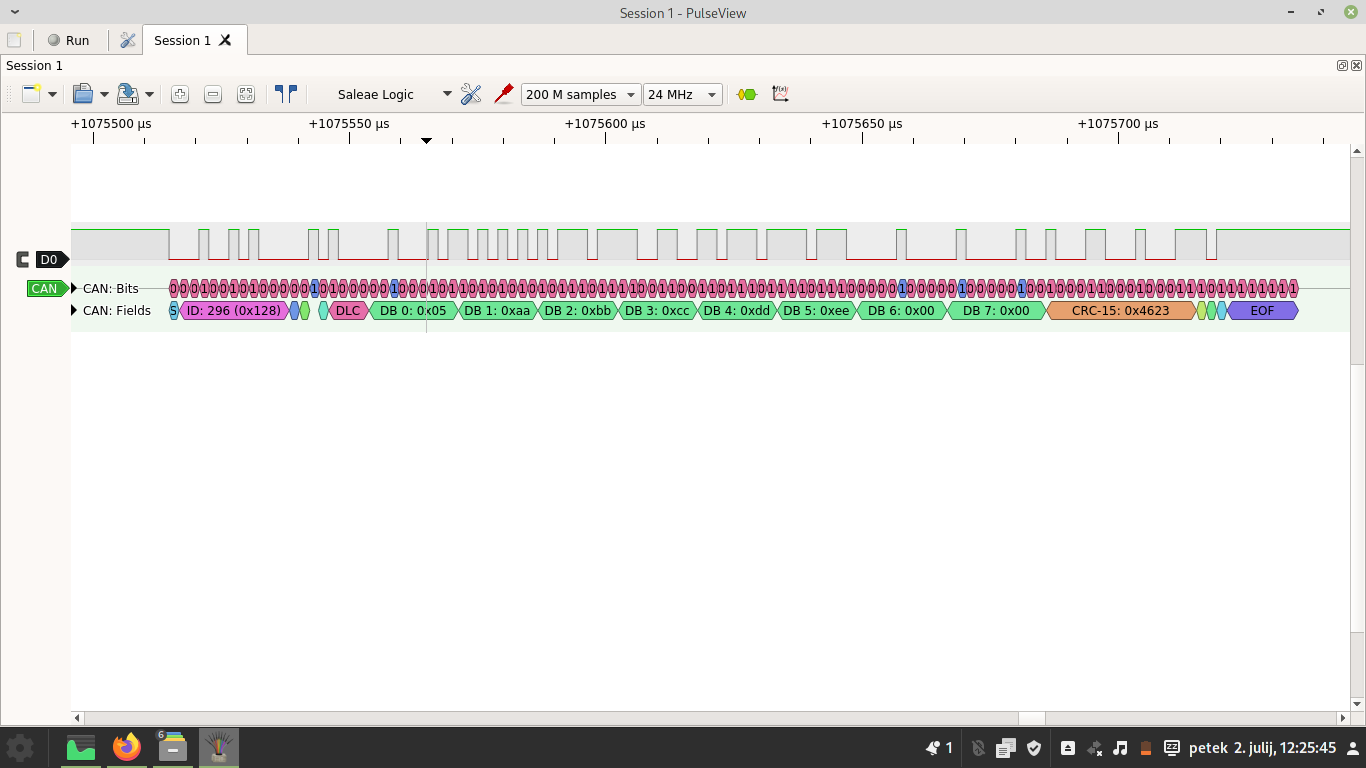 Session 1 - PulseView
Run
Session 1
Session 1
Saleae Logic
200 M samples
24 MHz
+1075500 µs
+1075550 µs
+1075600 µs
+1075650 µs
+1075700 µs
D0
CAN
CAN: Bits
CAN: Fields
S
ID: 296 (0x128)
DLC
DB 0: 0x05
DB 1: 0xaa
DB 2: 0xbb
DB 3: 0xcc
DB 4: 0xdd
DB 5: 0xee
DB 6: 0x00
DB 7: 0x00
CRC-15: 0x4623
EOF
6
1
petek 2. julij, 12:25:45